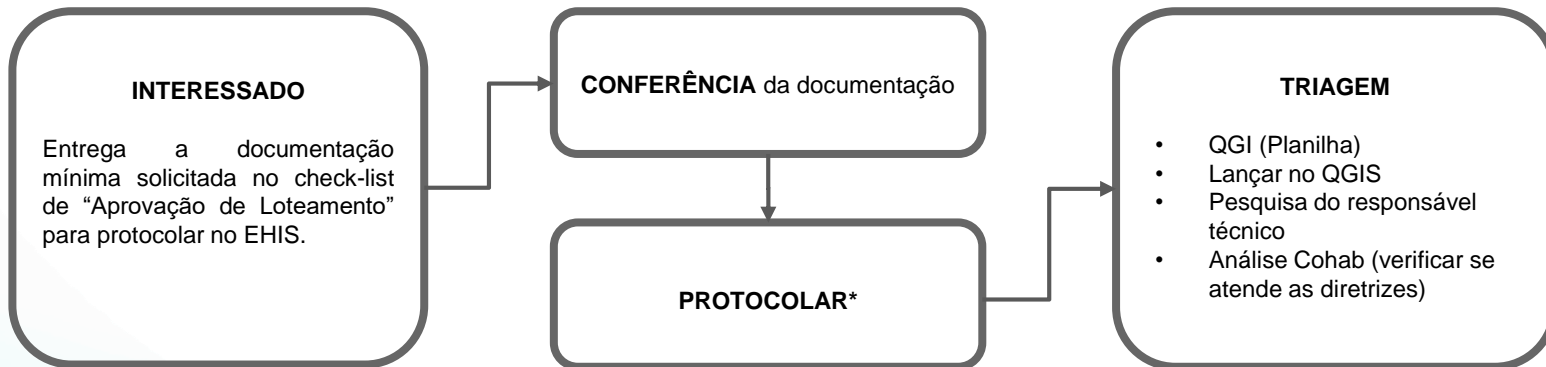 INTERESSADO
Entrega a documentação
mínima solicitada no check-list
de “Aprovação de Loteamento”
para protocolar no EHIS.
CONFERÊNCIA da documentação
PROTOCOLAR*
TRIAGEM
• QGI (Planilha)
• Lançar no QGIS
• Pesquisa do responsável
técnico
• Análise Cohab (verificar se
atende as diretrizes)